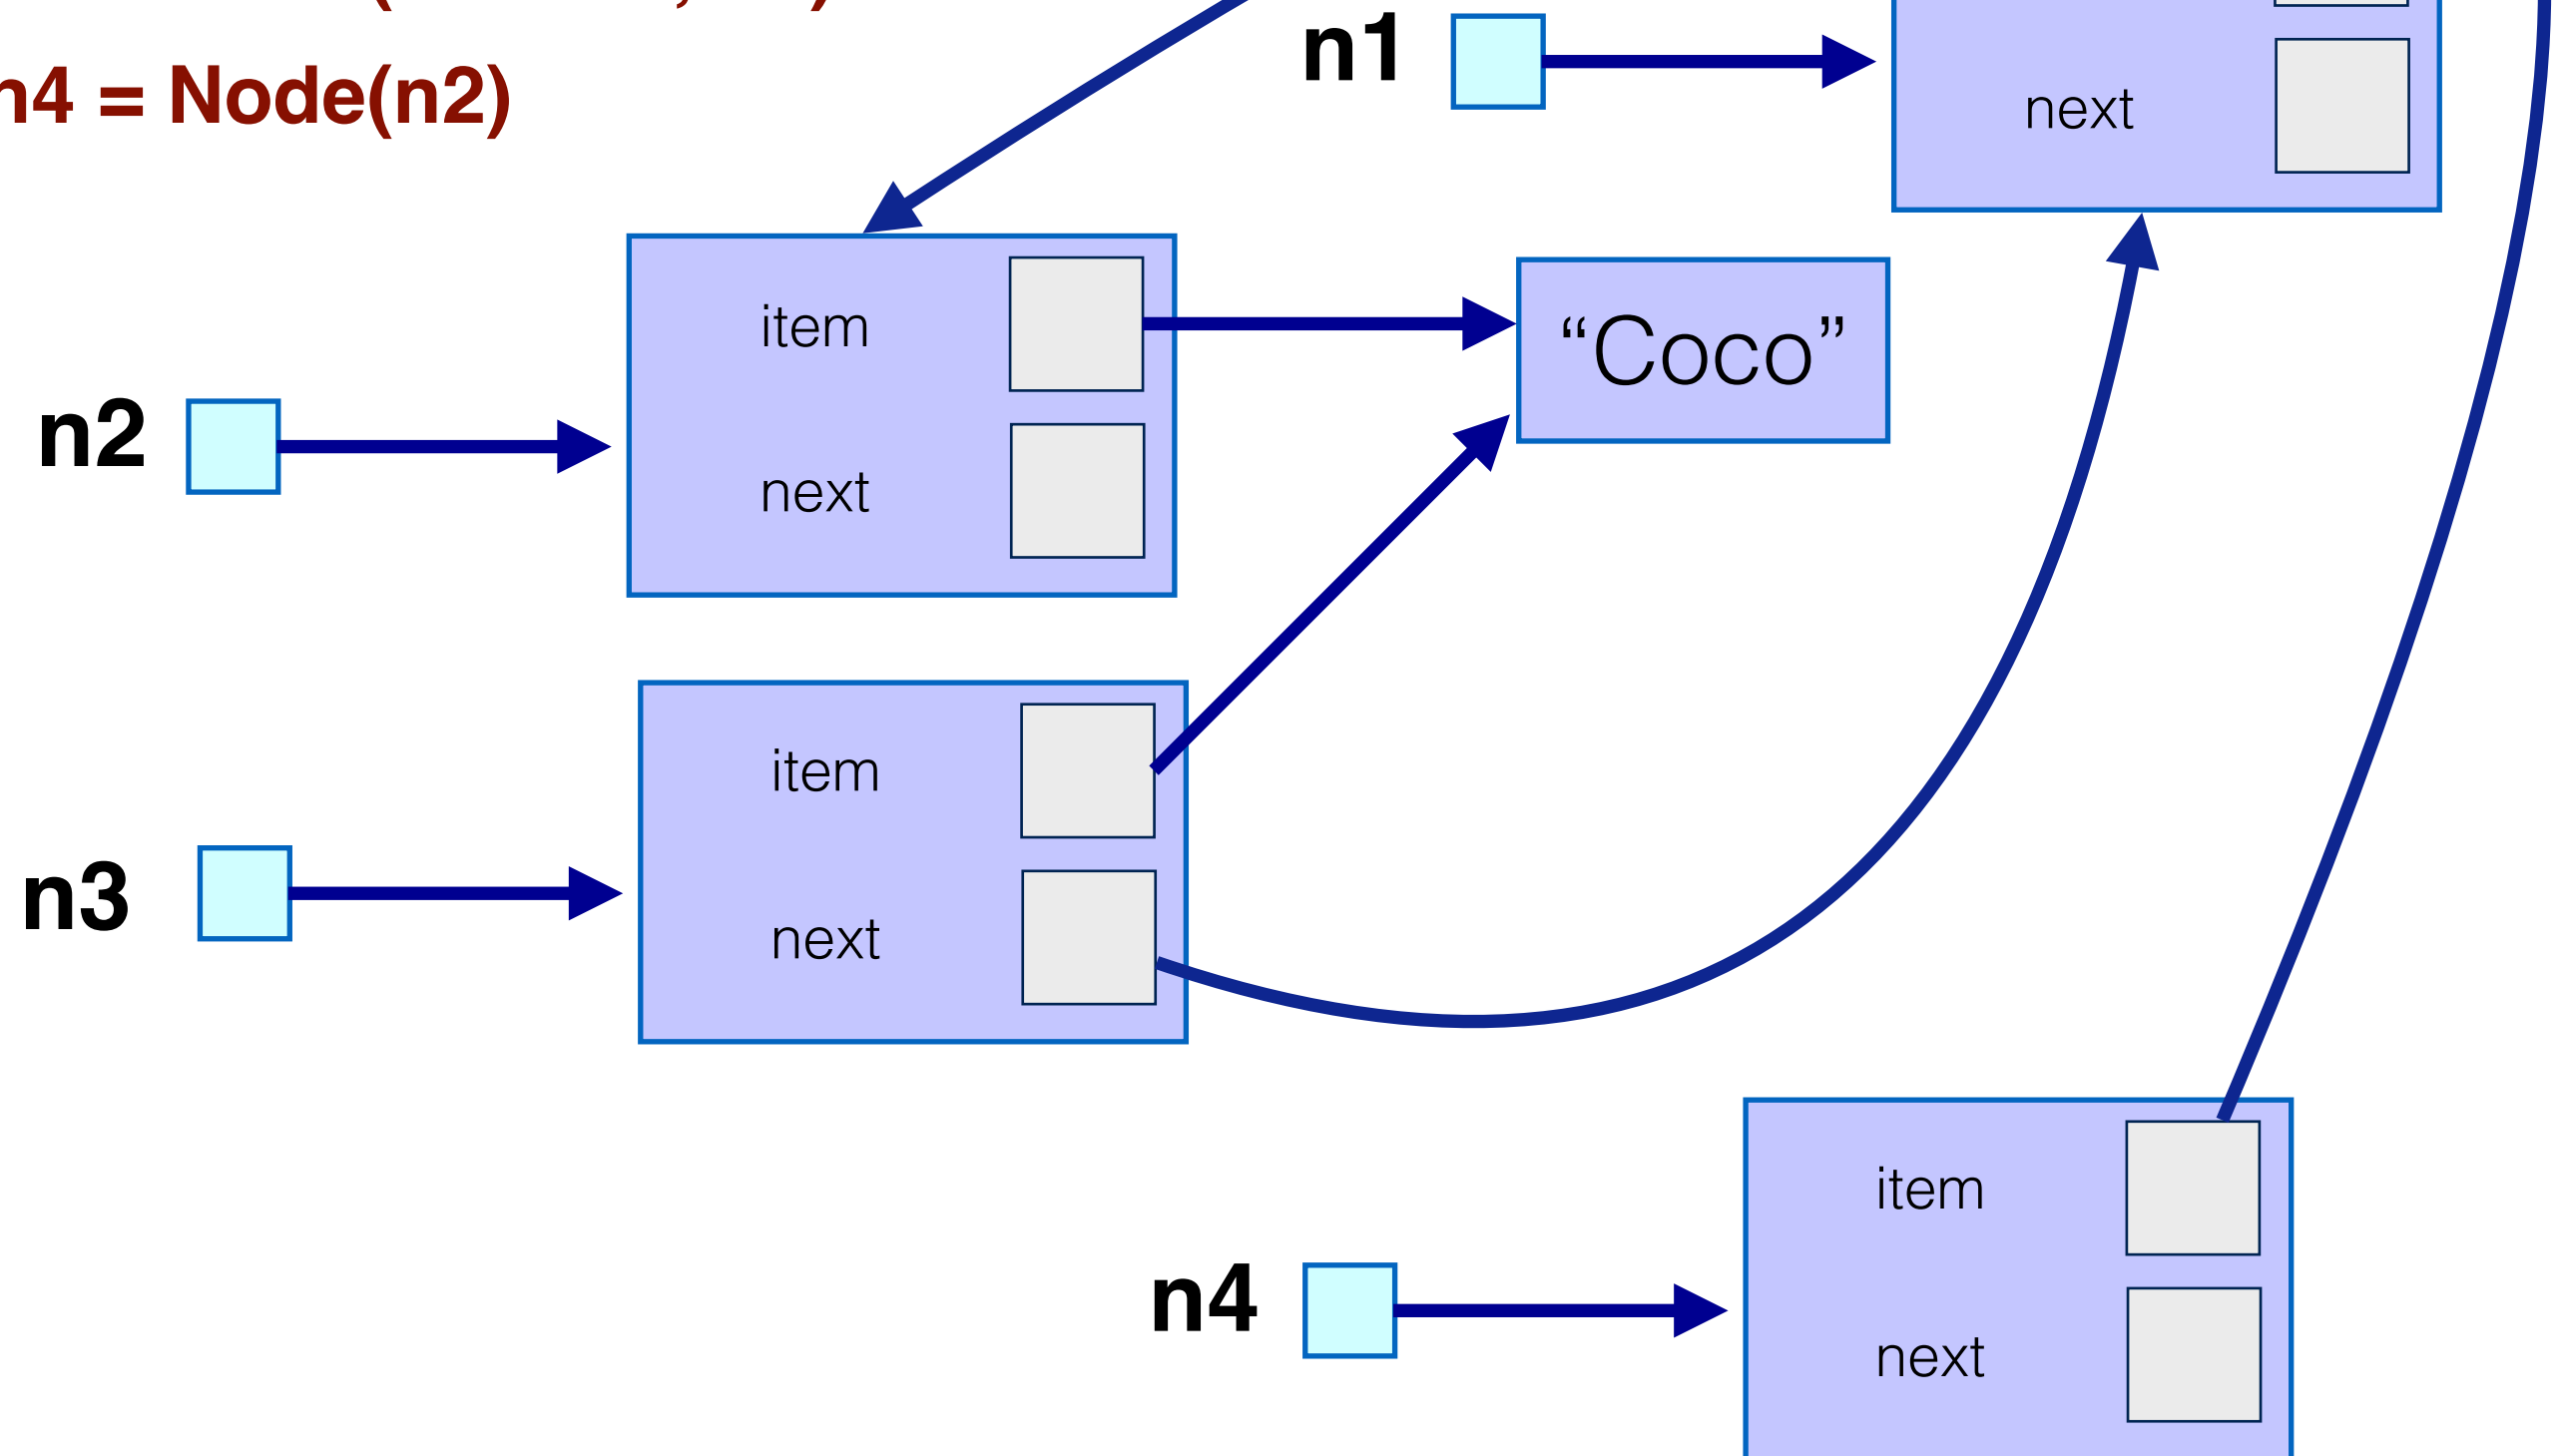 n4 = Node(n2)
n1
next
item
“Coco”
n2
next
item
n3
next
item
n4
next